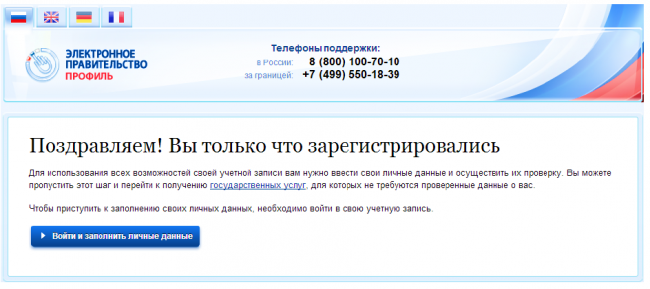 ЭЛЕКТРОННОЕ
ПРАВИТЕЛЬСТВО
ПРОФИЛЬ
Телефоны поддержки:
в России: 8 (800) 100-70-10
за границей: +7 (499) 550-18-39
Поздравляем! Вы только что зарегистрировались
Для использования всех возможностей своей учетной записи вам нужно ввести свои личные данные и осуществить их проверку. Вы можете
пропустить этот шаг и перейти к получению государственных услуг, для которых не требуются проверенные данные о вас.
Чтобы приступить к заполнению своих личных данных, необходимо войти в свою учетную запись.
Войти и заполнить личные данные